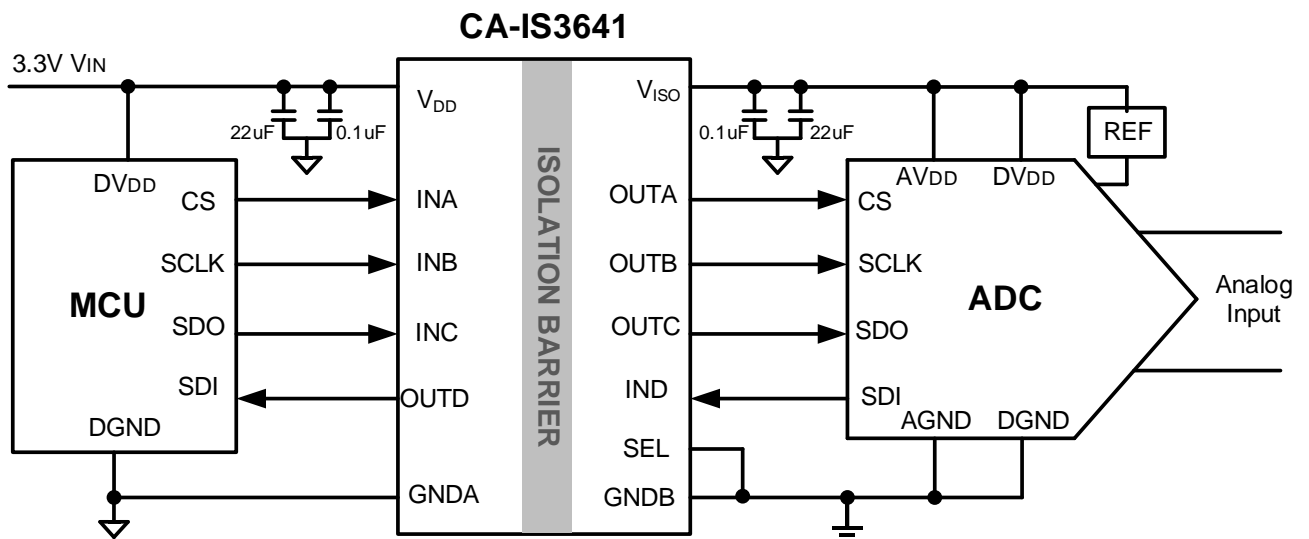 CA-IS3641
3.3V VIN
22uF
0.1uF
VDD
VISO
0.1uF
22uF
REF
MCU
DVDD
CS
SCLK
SDO
SDI
DGND
INA
INB
INC
OUTD
GNDA
ISOLATION BARRIER
OUTA
OUTB
OUTC
IND
SEL
GNDB
ADC
AVDD
DVDD
CS
SCLK
SDO
SDI
AGND
DGND
Analog
Input